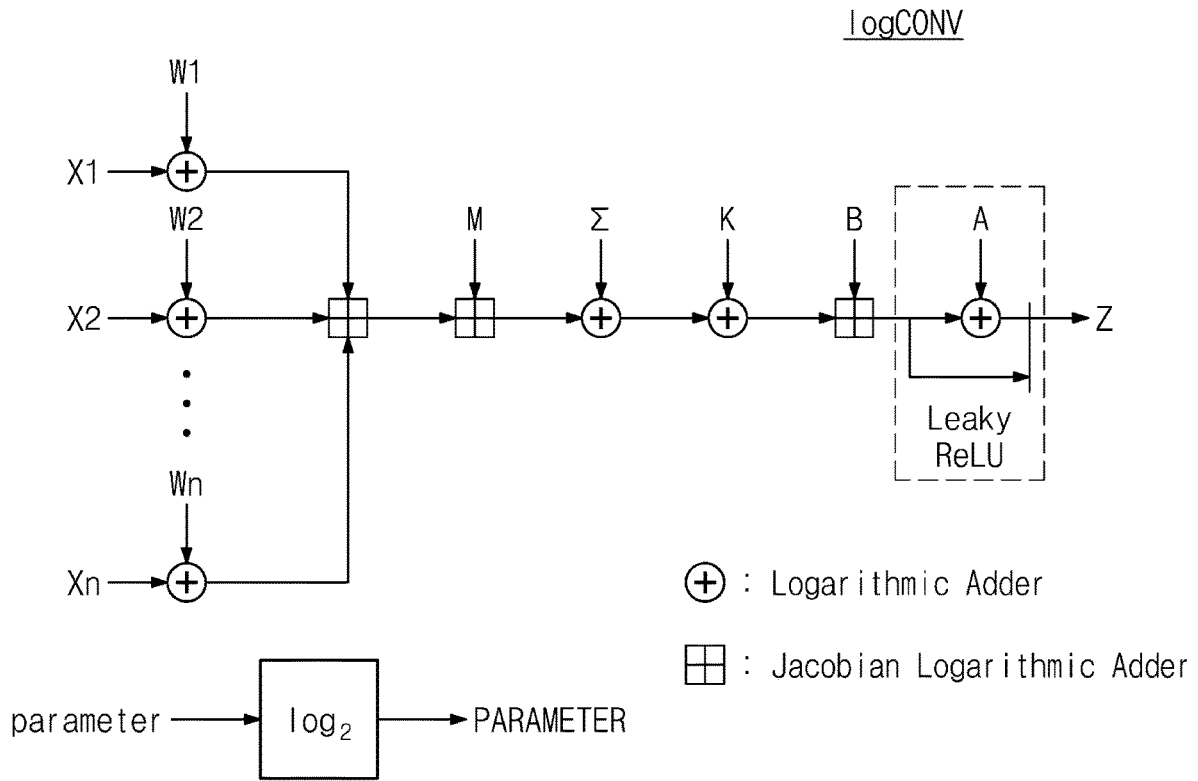 logCONV
W1
X1
W2 M Σ K B A
X2 Z
Leaky
ReLU
Wn
Xn
: Logarithmic Adder
: Jacobian Logarithmic Adder
parameter log2 PARAMETER